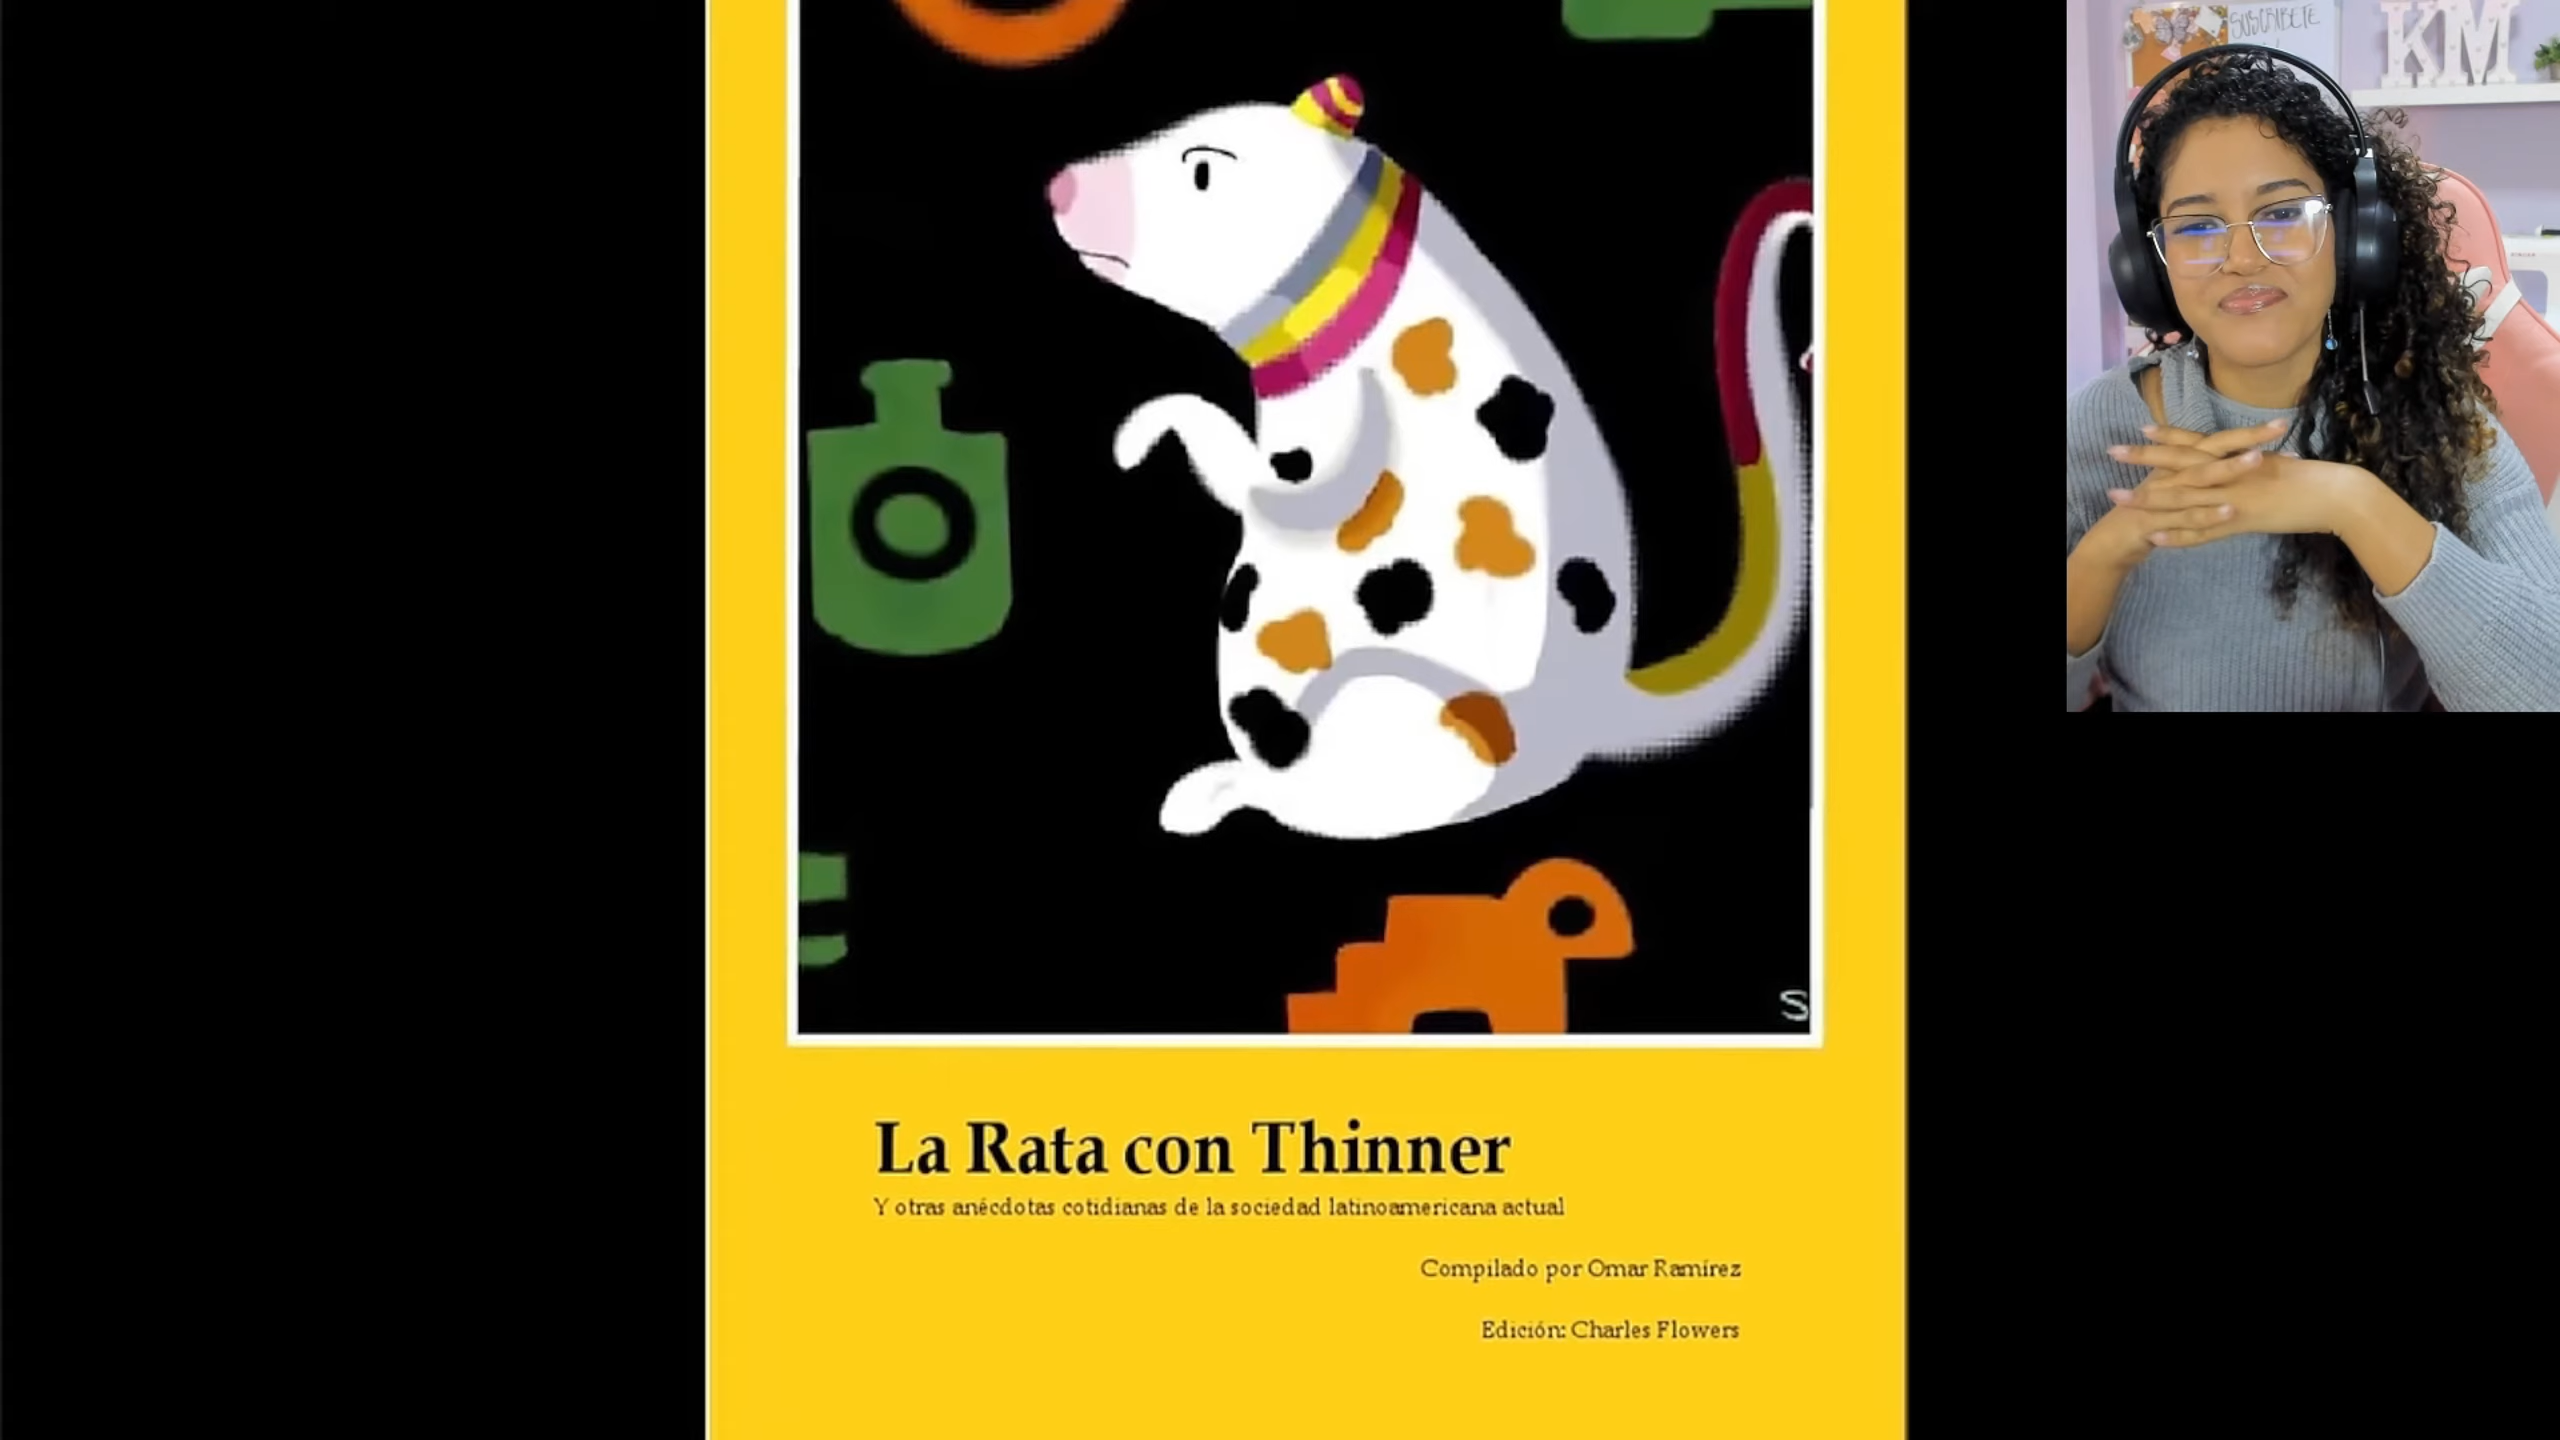 SUSCRIBETE
KM
S
La Rata con Thinner
Y otras anécdotas cotidianas de la sociedad latinoamericana actual
Compilado por Omar Ramírez
Edición: Charles Flowers